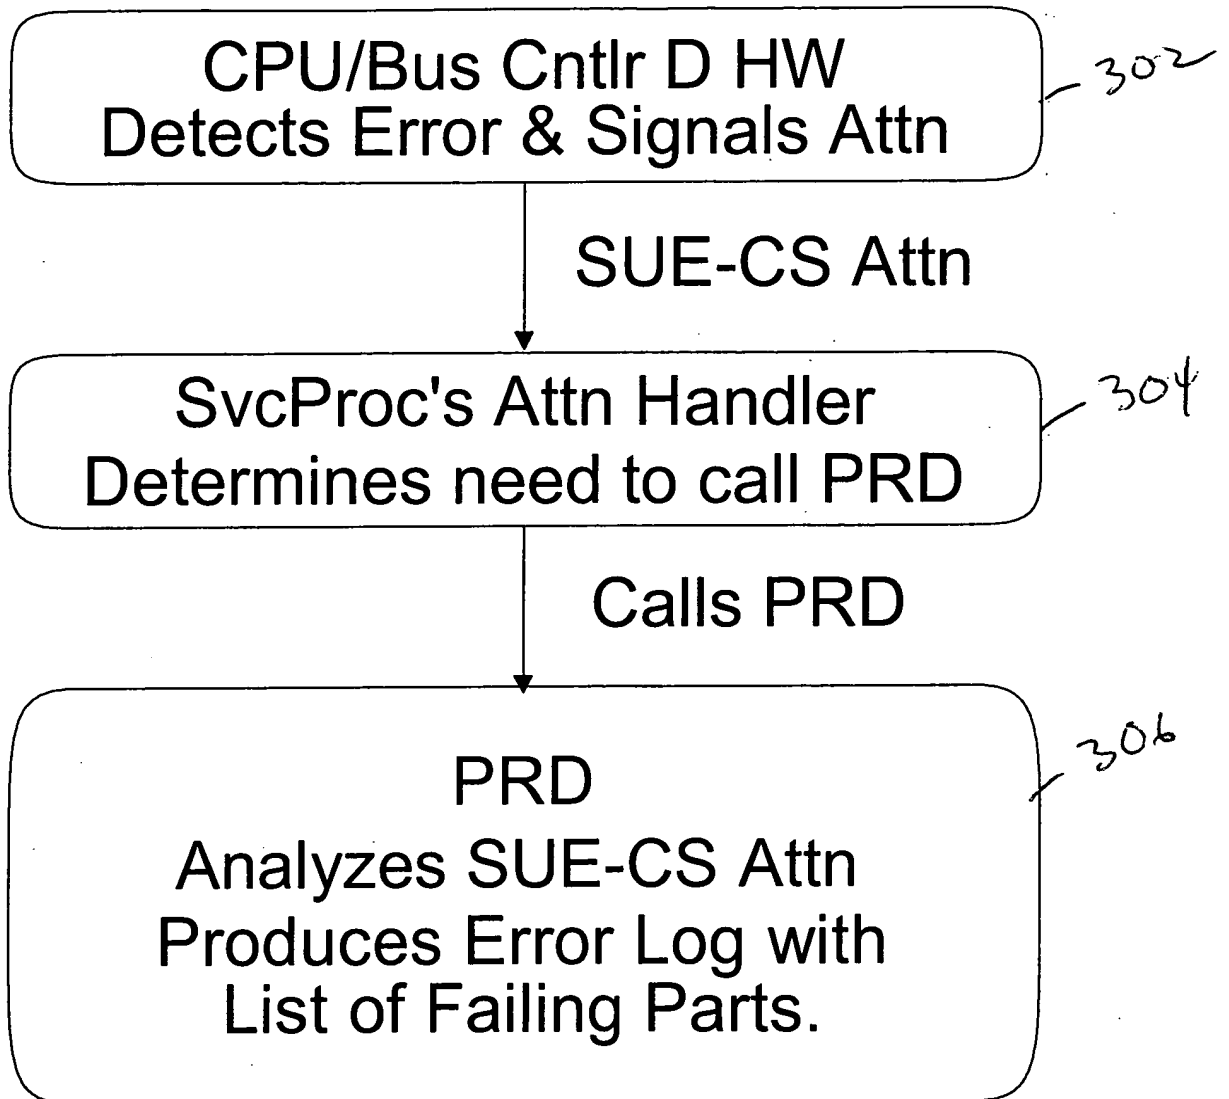 CPU/Bus Cntlr D HW
Detects Error & Signals Attn
302
SUE-CS Attn
SvcProc's Attn Handler
Determines need to call PRD
304
Calls PRD
PRD
Analyzes SUE-CS Attn
Produces Error Log with
List of Failing Parts.
306